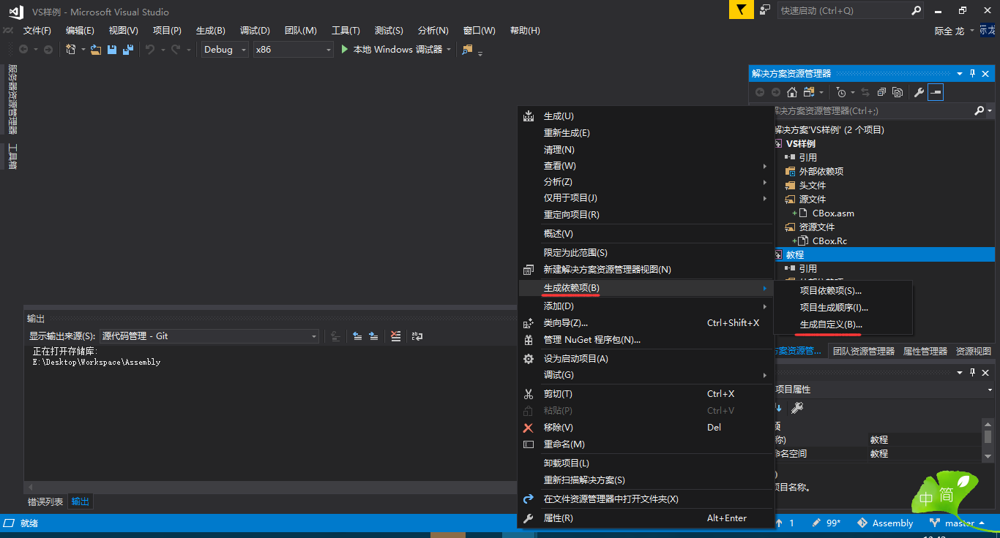 VS样例 - Microsoft Visual Studio
快速启动 (Ctrl+Q)
文件(F) 编辑(E) 视图(V) 项目(P) 生成(B) 调试(D) 团队(M) 工具(T) 测试(S) 分析(N) 窗口(W) 帮助(H)
际全 龙
际龙
Debug x86 本地 Windows 调试器
服务器资源管理器
工具箱
解决方案资源管理器
解决方案资源管理器(Ctrl+;)
解决方案'VS样例' (2 个项目)
VS样例
引用
外部依赖项
头文件
源文件
CBox.asm
资源文件
CBox.Rc
教程
引用
生成(U)
重新生成(E)
清理(N)
查看(W)
分析(Z)
仅用于项目(J)
重定向项目(R)
概述(V)
限定为此范围(S)
新建解决方案资源管理器视图(N)
生成依赖项(B)
添加(D)
类向导(Z)... Ctrl+Shift+X
管理 NuGet 程序包(N)...
设为启动项目(A)
调试(G)
剪切(T) Ctrl+X
粘贴(P) Ctrl+V
移除(V) Del
重命名(M)
卸载项目(L)
重新扫描解决方案(S)
在文件资源管理器中打开文件夹(X)
属性(R) Alt+Enter
项目依赖项(S)...
项目生成顺序(I)...
生成自定义(B)...
方案资源管... 团队资源管理器 属性管理器 资源视图
项目属性
称) 教程
命名空间 教程
项目名称。
输出
显示输出来源(S): 源代码管理 - Git
正在打开存储库:
E:\Desktop\Workspace\Assembly
错误列表 输出
中 简
就绪
1 99* Assembly master